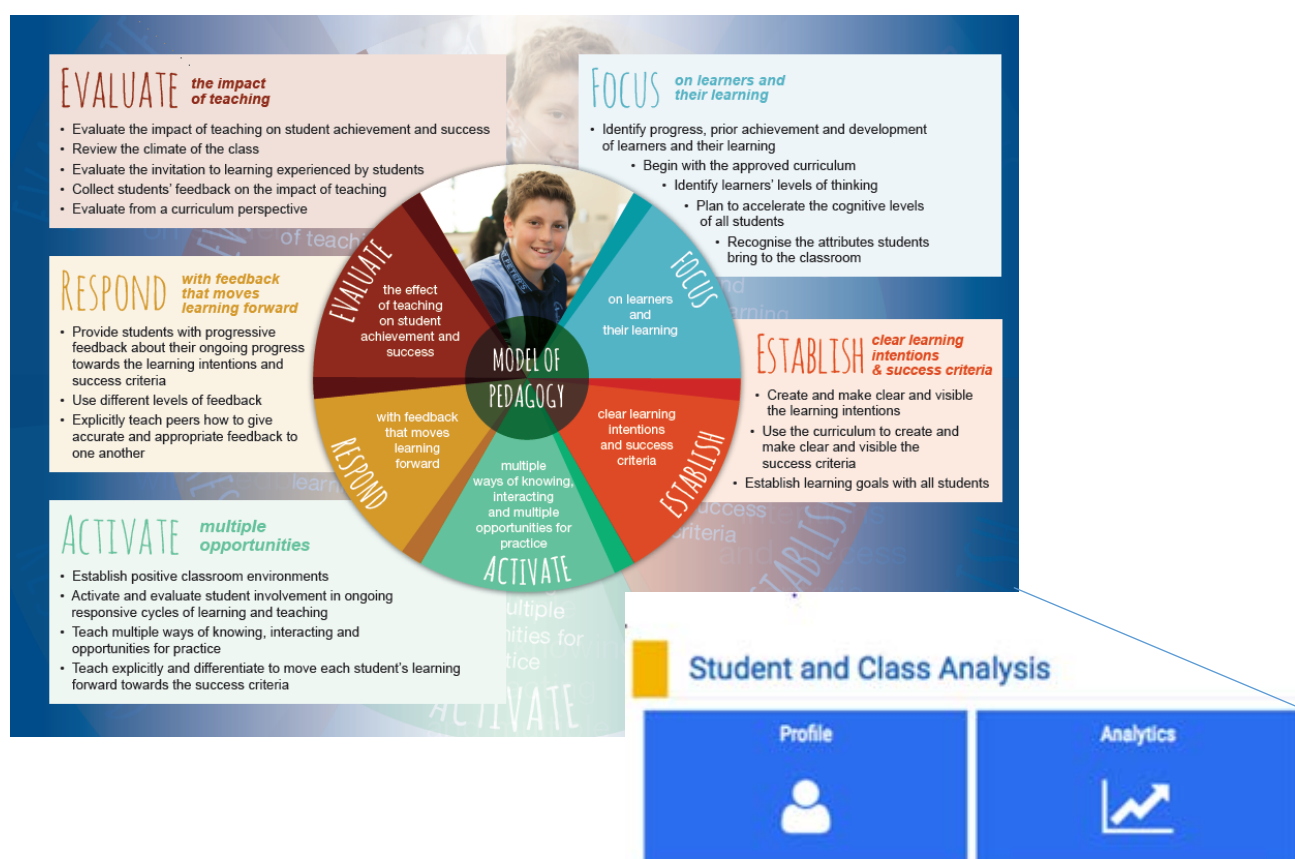 EVALUATE the impact
of teaching
• Evaluate the impact of teaching on student achievement and success
• Review the climate of the class
• Evaluate the invitation to learning experienced by students
• Collect students' feedback on the impact of teaching
• Evaluate from a curriculum perspective
FOCUS on learners and
their learning
• Identify progress, prior achievement and development
of learners and their learning
• Begin with the approved curriculum
• Identify learners' levels of thinking
• Plan to accelerate the cognitive levels
of all students
• Recognise the attributes students
bring to the classroom
RESPOND with feedback
that moves
learning forward
• Provide students with progressive
feedback about their ongoing progress
towards the learning intentions and
success criteria
• Use different levels of feedback
• Explicitly teach peers how to give
accurate and appropriate feedback to
one another
ESTABLISH clear learning
intentions
& success criteria
• Create and make clear and visible
the learning intentions
• Use the curriculum to create and
make clear and visible the
success criteria
• Establish learning goals with all students
ACTIVATE multiple
opportunities
• Establish positive classroom environments
• Activate and evaluate student involvement in ongoing
responsive cycles of learning and teaching
• Teach multiple ways of knowing, interacting and
opportunities for practice
• Teach explicitly and differentiate to move each student's learning
forward towards the success criteria
MODEL OF
PEDAGOGY
EVALUATE
the effect
of teaching
on student
achievement and
success
FOCUS
on learners
and
their learning
RESPOND
with feedback
that moves
learning
forward
ESTABLISH
clear learning
intentions
and success
criteria
multiple
ways of knowing,
interacting
and multiple
opportunities for
practice
ACTIVATE
of teach
learn
ESTABLISH
criteria
ACTIVATE
Student and Class Analysis
Profile
Analytics